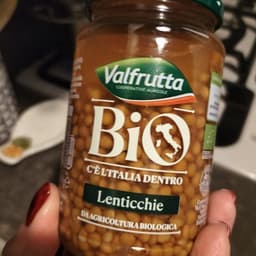 Valfrutta
COOPERATIVE AGRICOLE
BiO
C'È L'ITALIA DENTRO
Lenticchie
DA AGRICOLTURA BIOLOGICA